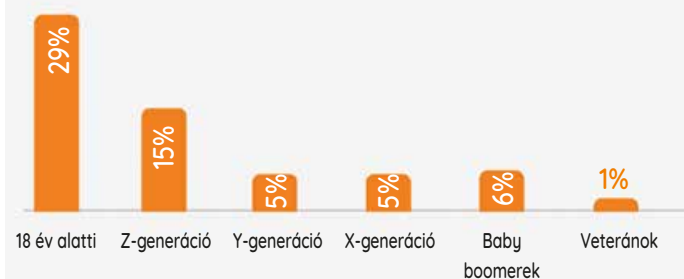 29%
15%
5%
5%
6%
1%
18 év alatti
Z-generáció
Y-generáció
X-generáció
Baby
boomerek
Veteránok